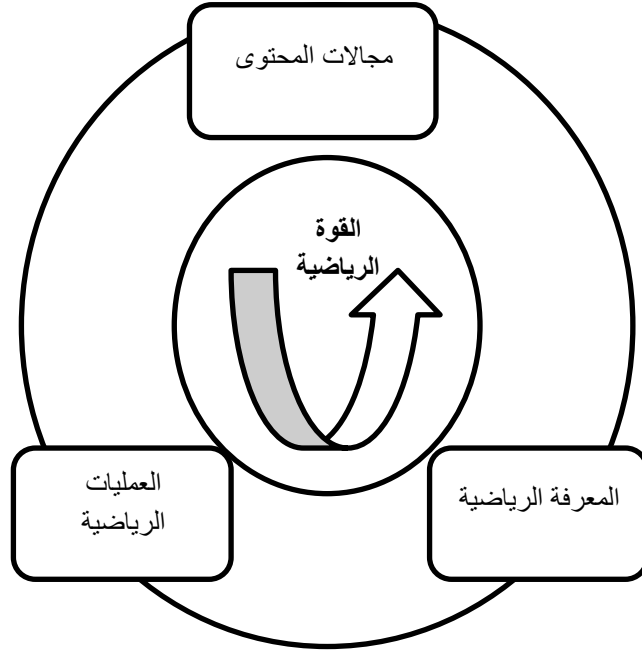 مجالات المحتوى
القوة
الرياضية
العمليات
الرياضية
المعرفة الرياضية